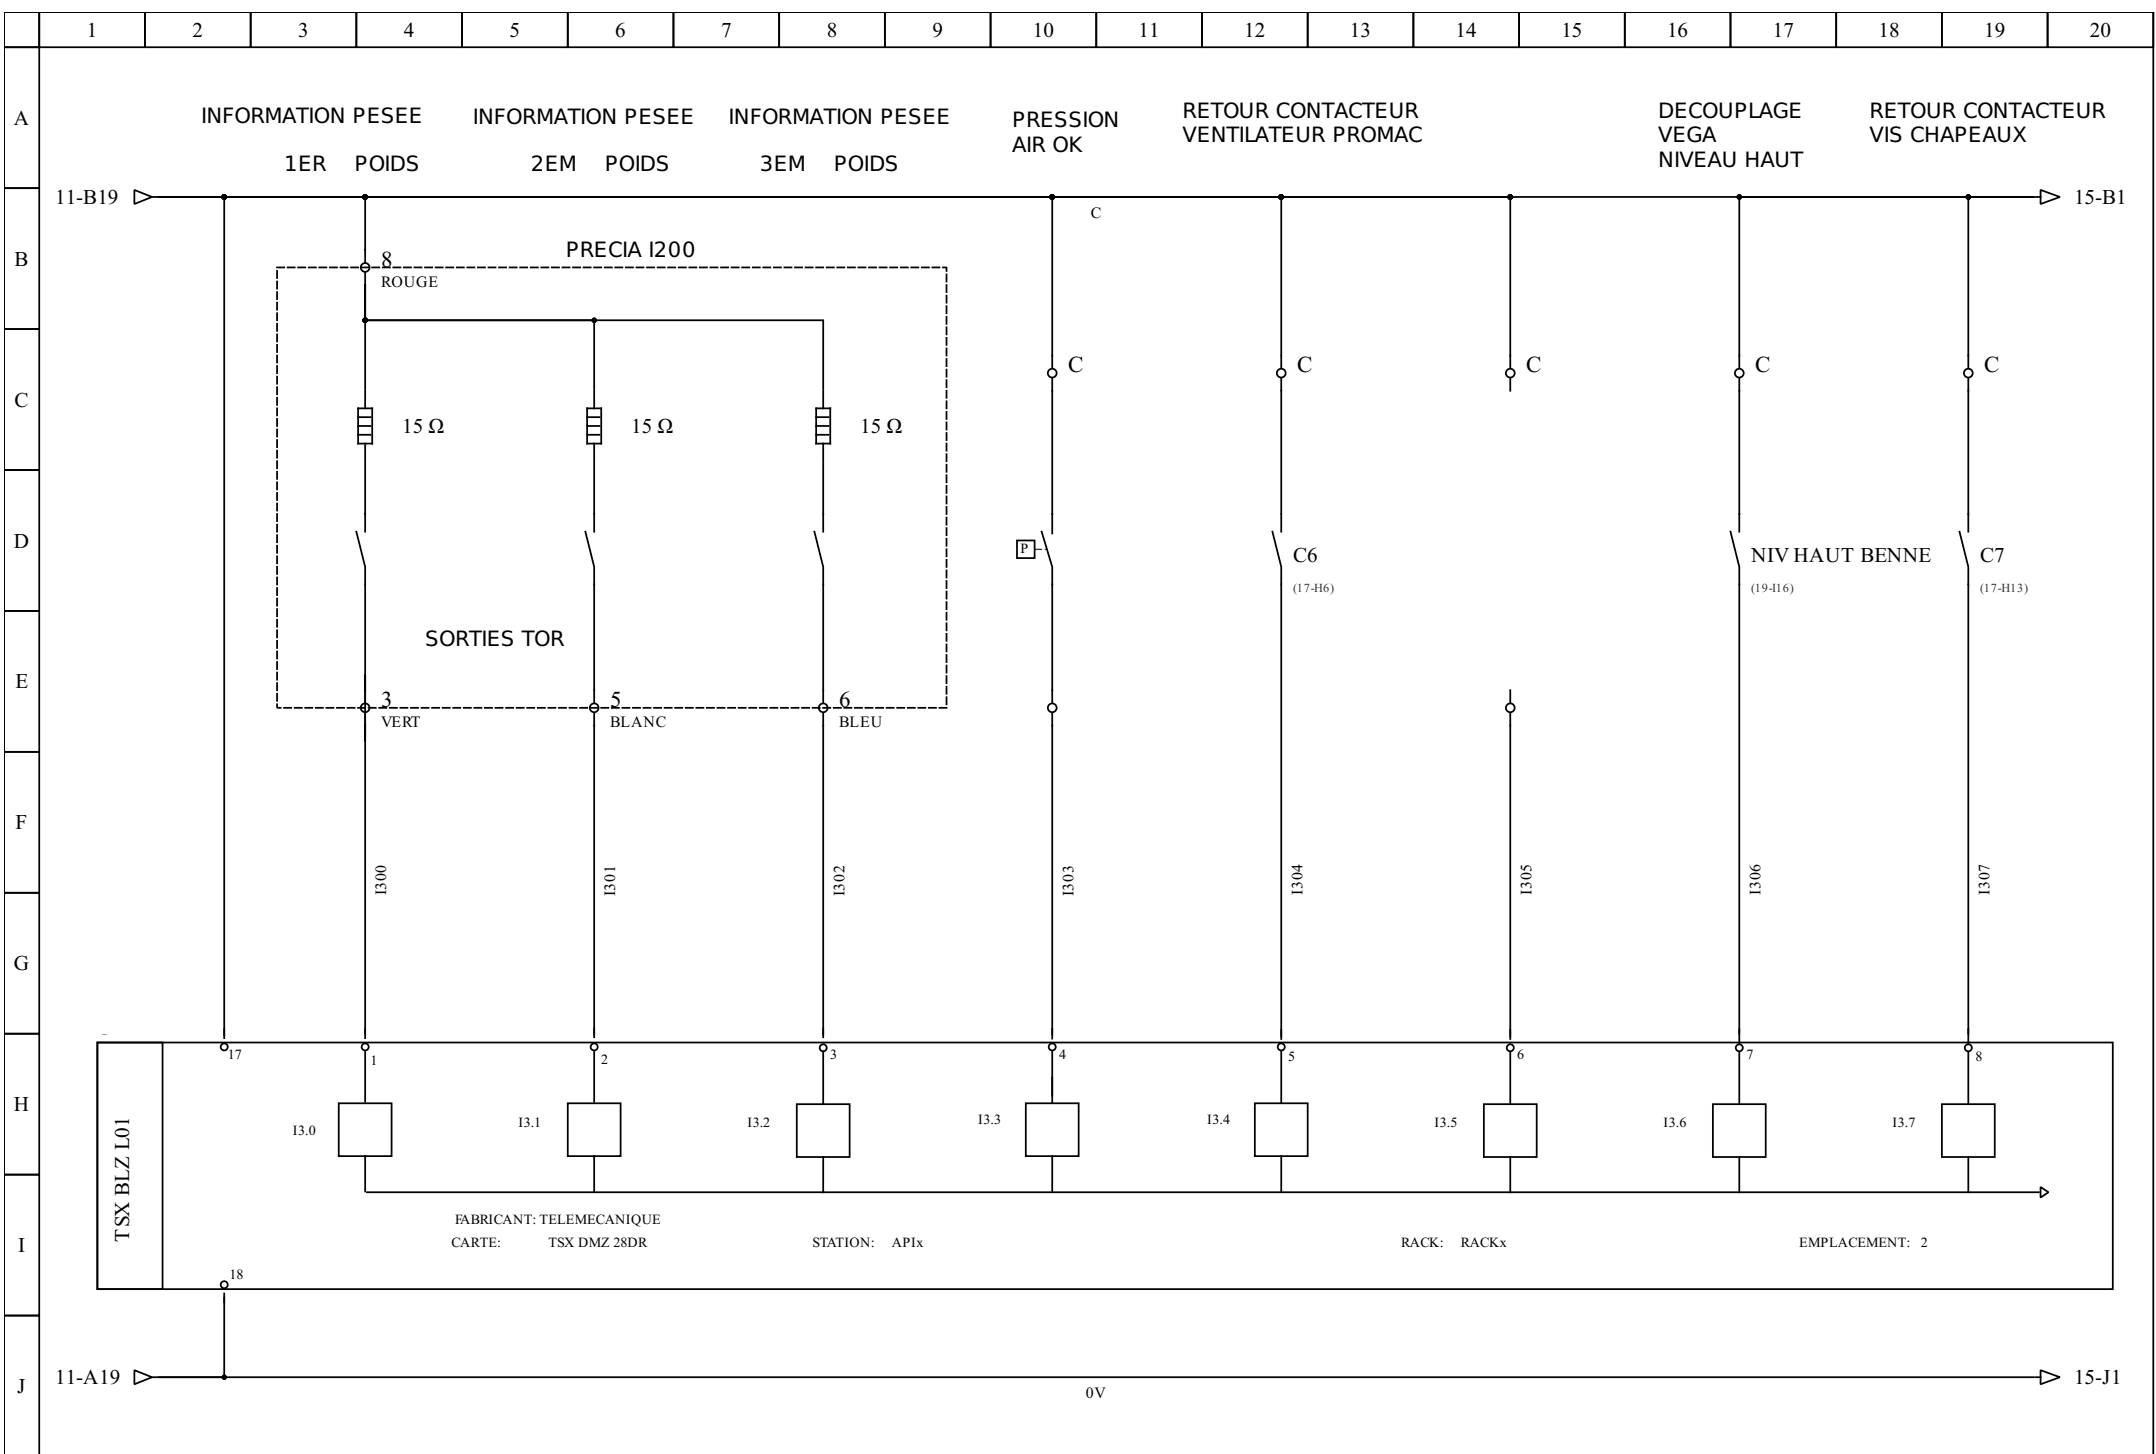 1 2 3 4 5 6 7 8 9 10 11 12 13 14 15 16 17 18 19 20
A
INFORMATION PESEE
1ER POIDS
INFORMATION PESEE
2EM POIDS
INFORMATION PESEE
3EM POIDS
PRESSION
AIR OK
RETOUR CONTACTEUR
VENTILATEUR PROMAC
DECOUPLAGE
VEGA
NIVEAU HAUT
RETOUR CONTACTEUR
VIS CHAPEAUX
11-B19
C
15-B1
B
PRECIA I200
8
ROUGE
C
C
C
C
C
C
15 Ω
15 Ω
15 Ω
D
P
C6
(17-H6)
NIV HAUT BENNE
(19-I16)
C7
(17-H13)
SORTIES TOR
E
3
VERT
5
BLANC
6
BLEU
F
I300
I301
I302
I303
I304
I305
I306
I307
G
17
1
2
3
4
5
6
7
8
H
I3.0
I3.1
I3.2
I3.3
I3.4
I3.5
I3.6
I3.7
TSX BLZ L01
I
FABRICANT: TELEMECANIQUE
CARTE: TSX DMZ 28DR
STATION: APIx
RACK: RACKx
EMPLACEMENT: 2
18
J
11-A19
0V
15-J1